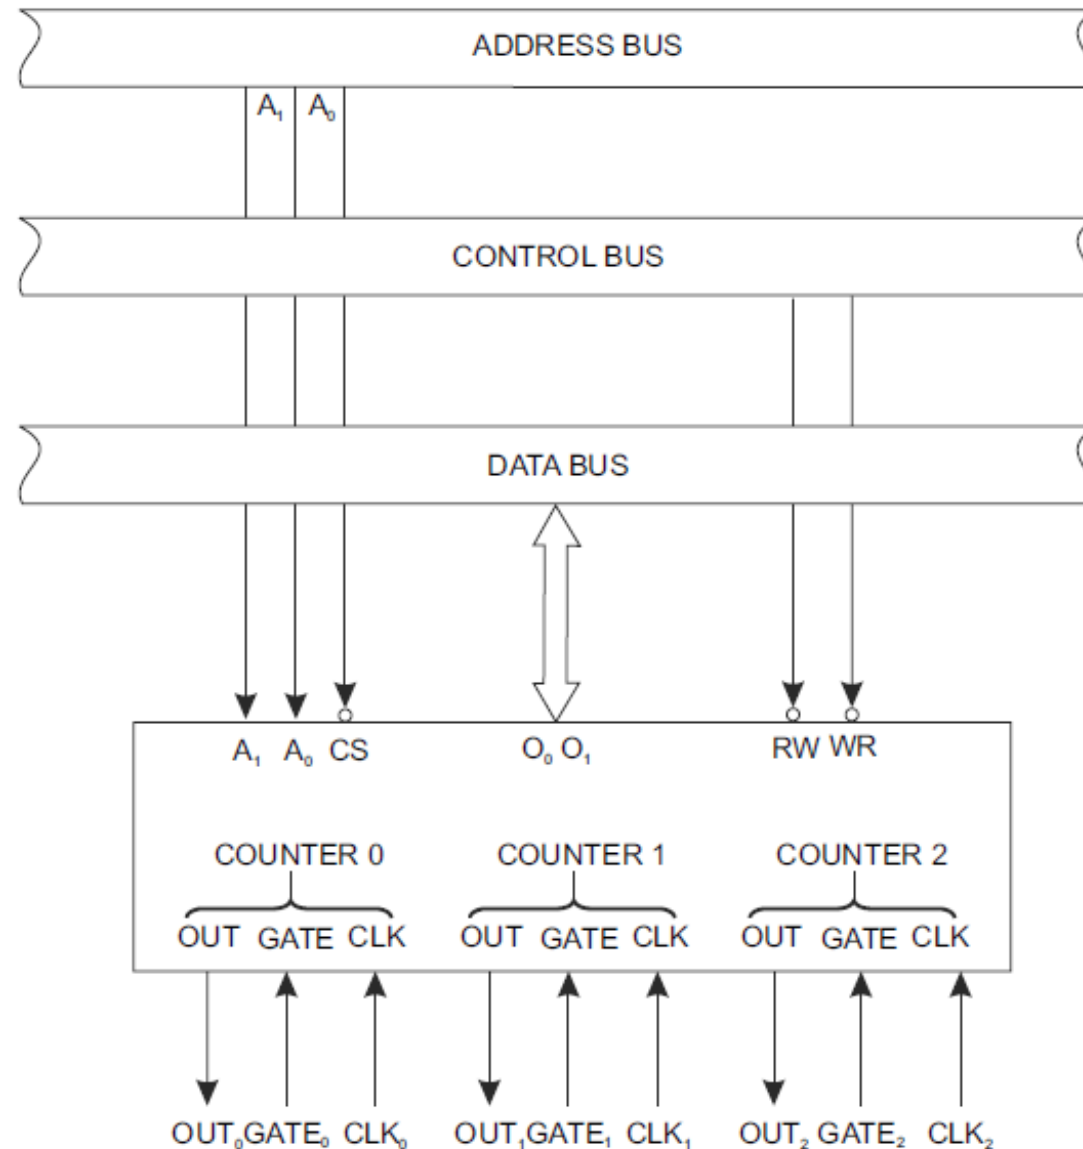 ADDRESS BUS
A₁ A₀
CONTROL BUS
DATA BUS
A₁ A₀ CS O₀ O₁ RW WR
COUNTER 0 COUNTER 1 COUNTER 2
OUT GATE CLK OUT GATE CLK OUT GATE CLK
OUT₀ GATE₀ CLK₀ OUT₁ GATE₁ CLK₁ OUT₂ GATE₂ CLK₂